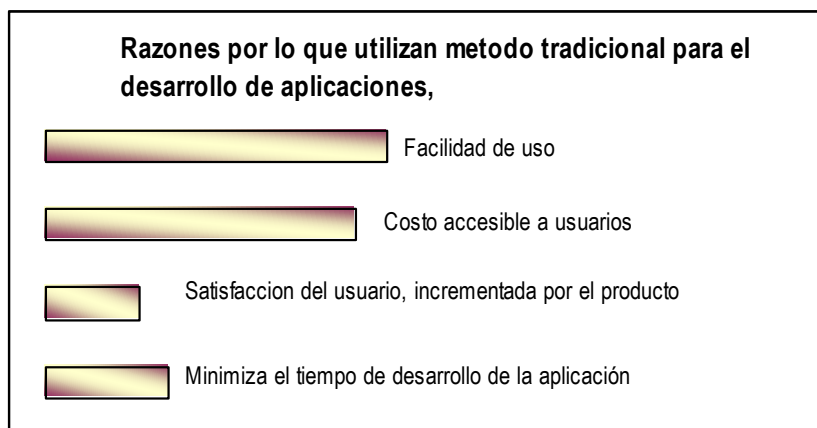 Razones por lo que utilizan metodo tradicional para el
desarrollo de aplicaciones,
Facilidad de uso
Costo accesible a usuarios
Satisfaccion del usuario, incrementada por el producto
Minimiza el tiempo de desarrollo de la aplicación